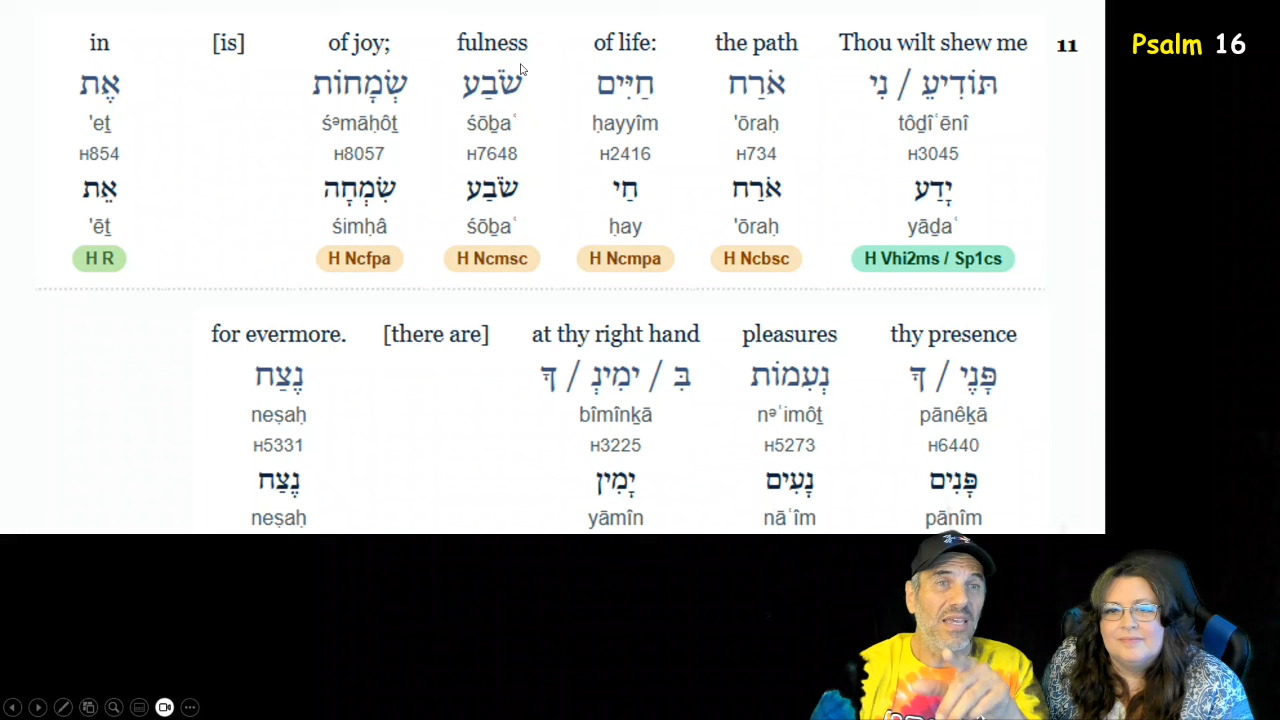 Psalm 16
11 Thou wilt shew me the path of life: fulness of joy; [is] in
תּוֹדִיעֵ / נִי אֹרַח חַיִּים שֹׂבַע שְׂמָחוֹת אֶת
tôḏîʿēnî 'ōraḥ ḥayyîm śōḇaʿ śᵊmāḥôṯ 'eṯ
H3045 H734 H2416 H7648 H8057 H854
יָדַע אֹרַח חַי שֹׂבַע שִׂמְחָה אֵת
yāḏaʿ 'ōraḥ ḥay śōḇaʿ śimḥâ 'ēṯ
H Vhi2ms / Sp1cs H Ncbsc H Ncmpa H Ncmsc H Ncfpa H R
thy presence pleasures at thy right hand [there are] for evermore.
פָּנֶי / ךָ נְעִמוֹת בִּ / ימִינְ / ךָ נֶצַח
pānêḵā nᵊʿimôṯ bîmînḵā neṣaḥ
H6440 H5273 H3225 H5331
פָּנִים נָעִים יָמִין נֶצַח
pānîm nāʿîm yāmîn neṣaḥ